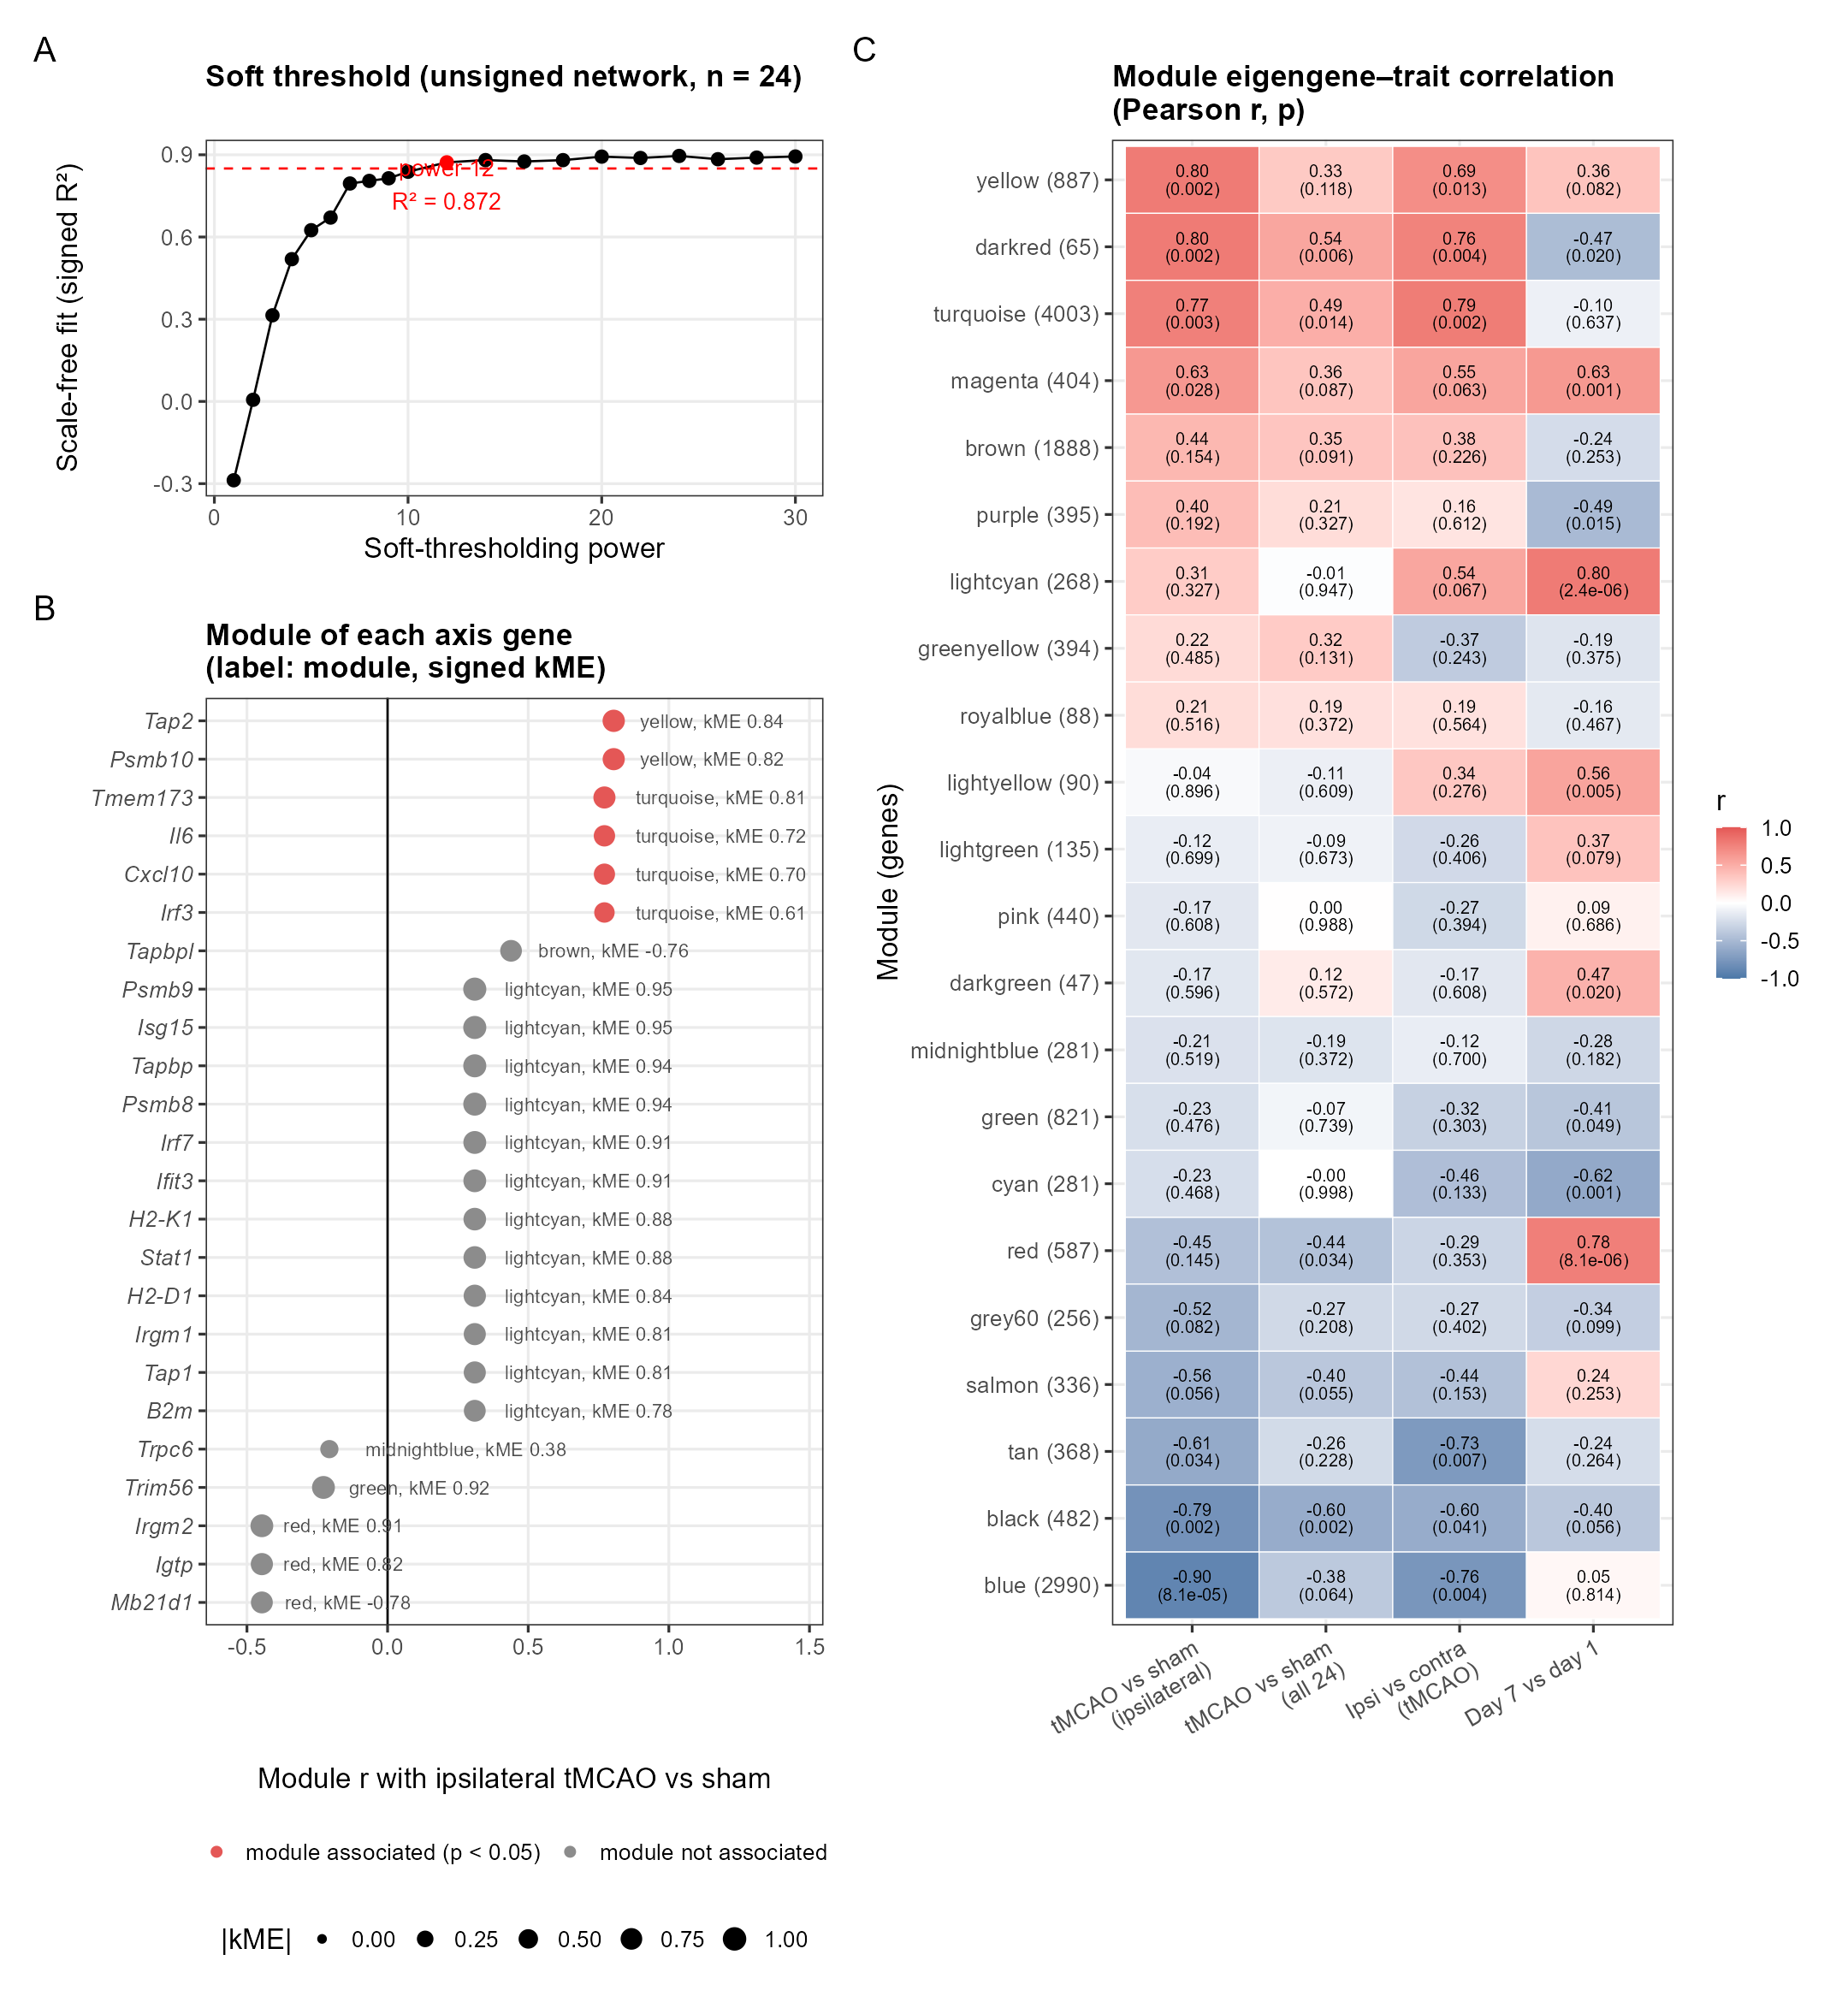 A
Soft threshold (unsigned network, n = 24)
Scale-free fit (signed R²)
0.9
0.6
0.3
0.0
-0.3
power 12
R² = 0.872
0 10 20 30
Soft-thresholding power
B
Module of each axis gene
(label: module, signed kME)
Tap2 yellow, kME 0.84
Psmb10 yellow, kME 0.82
Tmem173 turquoise, kME 0.81
Il6 turquoise, kME 0.72
Cxcl10 turquoise, kME 0.70
Irf3 turquoise, kME 0.61
Tapbpl brown, kME -0.76
Psmb9 lightcyan, kME 0.95
Isg15 lightcyan, kME 0.95
Tapbp lightcyan, kME 0.94
Psmb8 lightcyan, kME 0.94
Irf7 lightcyan, kME 0.91
Ifit3 lightcyan, kME 0.91
H2-K1 lightcyan, kME 0.88
Stat1 lightcyan, kME 0.88
H2-D1 lightcyan, kME 0.84
Irgm1 lightcyan, kME 0.81
Tap1 lightcyan, kME 0.81
B2m lightcyan, kME 0.78
Trpc6 midnightblue, kME 0.38
Trim56 green, kME 0.92
Irgm2 red, kME 0.91
Igtp red, kME 0.82
Mb21d1 red, kME -0.78
-0.5 0.0 0.5 1.0 1.5
Module r with ipsilateral tMCAO vs sham
module associated (p < 0.05) module not associated
|kME| 0.00 0.25 0.50 0.75 1.00
C
Module eigengene–trait correlation
(Pearson r, p)
Module (genes)
yellow (887) 0.80 0.33 0.69 0.36
(0.002) (0.118) (0.013) (0.082)
darkred (65) 0.80 0.54 0.76 -0.47
(0.002) (0.006) (0.004) (0.020)
turquoise (4003) 0.77 0.49 0.79 -0.10
(0.003) (0.014) (0.002) (0.637)
magenta (404) 0.63 0.36 0.55 0.63
(0.028) (0.087) (0.063) (0.001)
brown (1888) 0.44 0.35 0.38 -0.24
(0.154) (0.091) (0.226) (0.253)
purple (395) 0.40 0.21 0.16 -0.49
(0.192) (0.327) (0.612) (0.015)
lightcyan (268) 0.31 -0.01 0.54 0.80
(0.327) (0.947) (0.067) (2.4e-06)
greenyellow (394) 0.22 0.32 -0.37 -0.19
(0.485) (0.131) (0.243) (0.375)
royalblue (88) 0.21 0.19 0.19 -0.16
(0.516) (0.372) (0.564) (0.467)
lightyellow (90) -0.04 -0.11 0.34 0.56
(0.896) (0.609) (0.276) (0.005)
lightgreen (135) -0.12 -0.09 -0.26 0.37
(0.699) (0.673) (0.406) (0.079)
pink (440) -0.17 0.00 -0.27 0.09
(0.608) (0.988) (0.394) (0.686)
darkgreen (47) -0.17 0.12 -0.17 0.47
(0.596) (0.572) (0.608) (0.020)
midnightblue (281) -0.21 -0.19 -0.12 -0.28
(0.519) (0.372) (0.700) (0.182)
green (821) -0.23 -0.07 -0.32 -0.41
(0.476) (0.739) (0.303) (0.049)
cyan (281) -0.23 -0.00 -0.46 -0.62
(0.468) (0.998) (0.133) (0.001)
red (587) -0.45 -0.44 -0.29 0.78
(0.145) (0.034) (0.353) (8.1e-06)
grey60 (256) -0.52 -0.27 -0.27 -0.34
(0.082) (0.208) (0.402) (0.099)
salmon (336) -0.56 -0.40 -0.44 0.24
(0.056) (0.055) (0.153) (0.253)
tan (368) -0.61 -0.26 -0.73 -0.24
(0.034) (0.228) (0.007) (0.264)
black (482) -0.79 -0.60 -0.60 -0.40
(0.002) (0.002) (0.041) (0.056)
blue (2990) -0.90 -0.38 -0.76 0.05
(8.1e-05) (0.064) (0.004) (0.814)
tMCAO vs sham
(ipsilateral)
tMCAO vs sham
(all 24)
Ipsi vs contra
(tMCAO)
Day 7 vs day 1
r
1.0
0.5
0.0
-0.5
-1.0